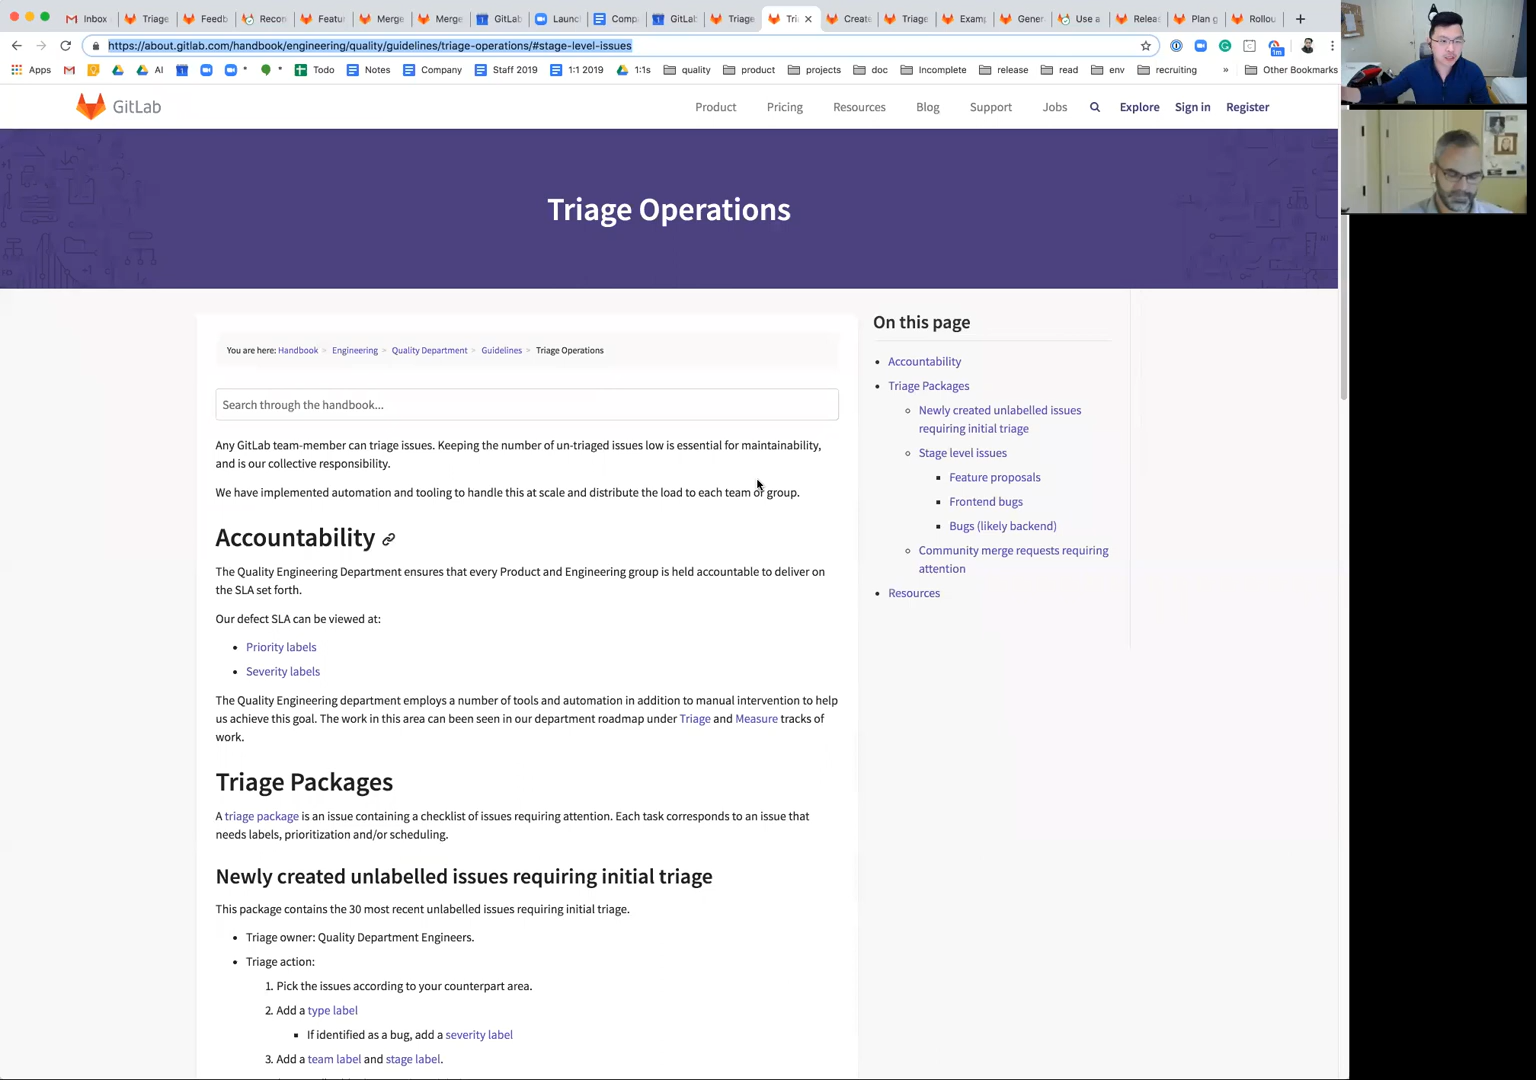 Inbox Triage Feedb Recon Featur Merge Merge GitLab Launc Comp GitLab Triage Tri Create Triage Examp Gener Use a Releas Plan g Rollou
https://about.gitlab.com/handbook/engineering/quality/guidelines/triage-operations/#stage-level-issues
Apps AI Todo Notes Company Staff 2019 1:1 2019 1:1s quality product projects doc Incomplete release read env recruiting » Other Bookmarks
GitLab Product Pricing Resources Blog Support Jobs Explore Sign in Register
Triage Operations
You are here: Handbook > Engineering > Quality Department > Guidelines > Triage Operations
Search through the handbook...
Any GitLab team-member can triage issues. Keeping the number of un-triaged issues low is essential for maintainability,
and is our collective responsibility.
We have implemented automation and tooling to handle this at scale and distribute the load to each team or group.
Accountability
The Quality Engineering Department ensures that every Product and Engineering group is held accountable to deliver on
the SLA set forth.
Our defect SLA can be viewed at:
• Priority labels
• Severity labels
The Quality Engineering department employs a number of tools and automation in addition to manual intervention to help
us achieve this goal. The work in this area can been seen in our department roadmap under Triage and Measure tracks of
work.
Triage Packages
A triage package is an issue containing a checklist of issues requiring attention. Each task corresponds to an issue that
needs labels, prioritization and/or scheduling.
Newly created unlabelled issues requiring initial triage
This package contains the 30 most recent unlabelled issues requiring initial triage.
• Triage owner: Quality Department Engineers.
• Triage action:
1. Pick the issues according to your counterpart area.
2. Add a type label
▪ If identified as a bug, add a severity label
3. Add a team label and stage label.
On this page
• Accountability
• Triage Packages
◦ Newly created unlabelled issues
requiring initial triage
◦ Stage level issues
▪ Feature proposals
▪ Frontend bugs
▪ Bugs (likely backend)
◦ Community merge requests requiring
attention
• Resources